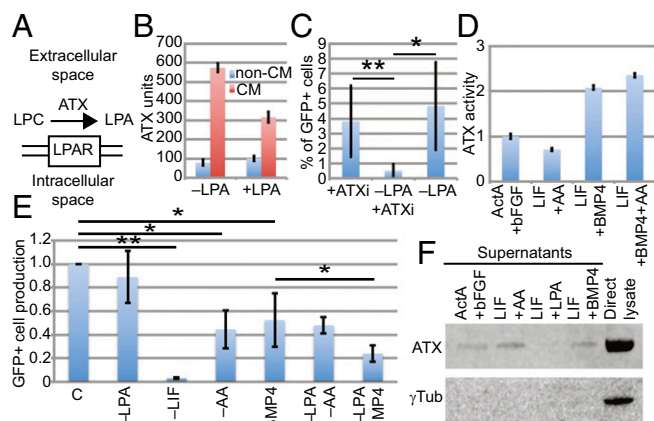 A
Extracellular space
ATX
LPC LPA
LPAR
Intracellular space
B
ATX units
700
600
500
400
300
200
100
0
non-CM
CM
–LPA +LPA
C
% of GFP+ cells
9
8
7
6
5
4
3
2
1
0
** *
+ATXi –LPA +ATXi –LPA
D
ATX activity
3
2
1
0
ActA +bFGF
LIF +AA
LIF +BMP4
LIF +BMP4+AA
E
GFP+ cell production
1.2
1.0
0.8
0.6
0.4
0.2
0
*
*
**
*
C
–LPA
–LIF
–AA
–LPA –AA
–LPA
F
Supernatants
ActA +bFGF
LIF +AA
LIF +LPA
LIF +BMP4
Direct lysate
ATX
γTub